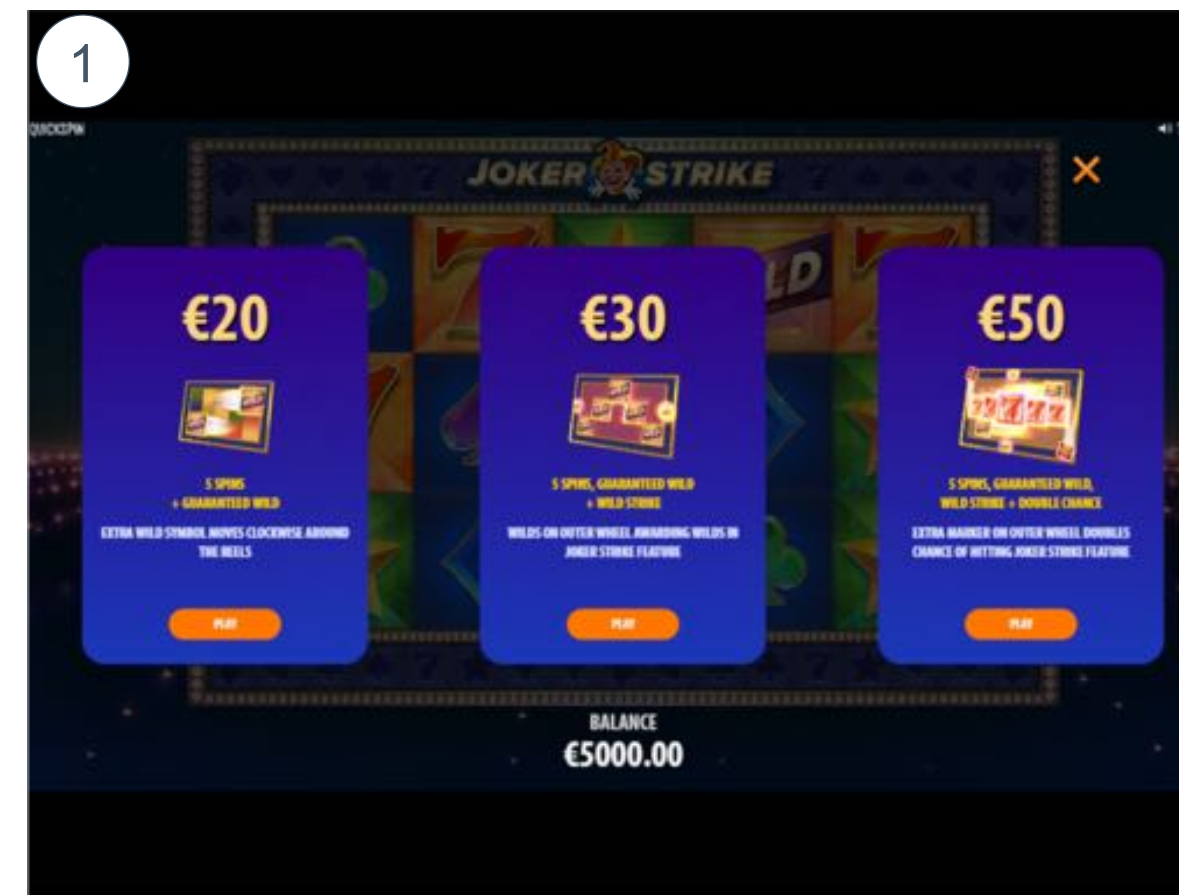 1
QUICKSPIN
JOKER STRIKE
€20
5 SPINS
+ GUARANTEED WILD
EXTRA WILD SYMBOL MOVES CLOCKWISE AROUND
THE REELS
PLAY
€30
5 SPINS, GUARANTEED WILD
+ WILD STRIKE
WILDS ON OUTER WHEEL AWARDING WILDS IN
JOKER STRIKE FEATURE
PLAY
€50
5 SPINS, GUARANTEED WILD,
WILD STRIKE + DOUBLE CHANCE
EXTRA MARKER ON OUTER WHEEL DOUBLES
CHANCE OF HITTING JOKER STRIKE FEATURE
PLAY
BALANCE
€5000.00